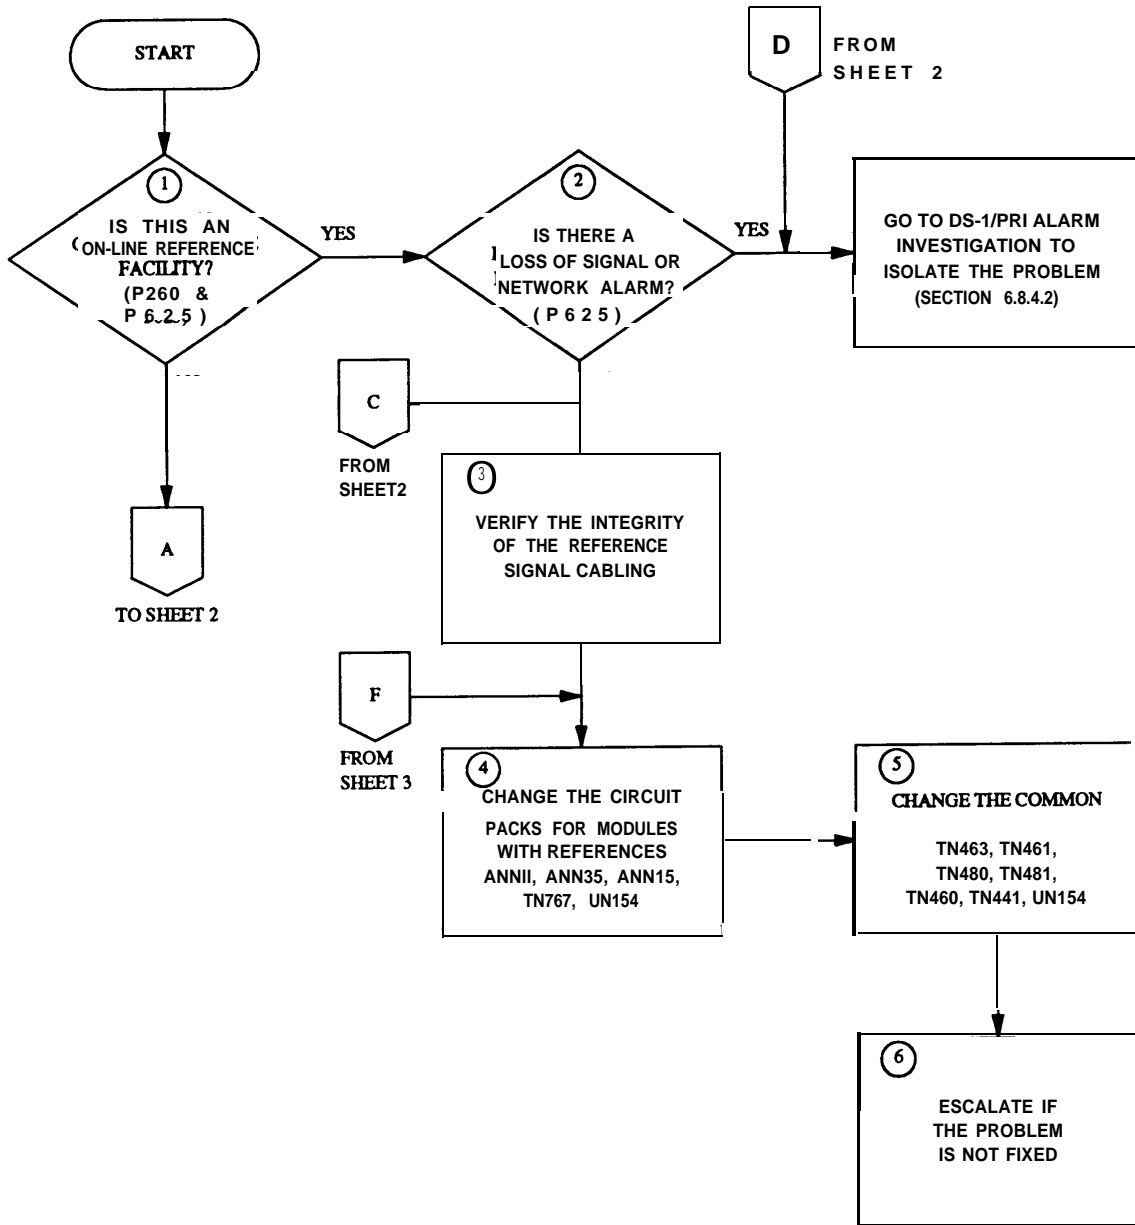 START
D
FROM
SHEET 2
1
IS THIS AN
ON-LINE REFERENCE
FACILITY?
(P260 &
P625)
YES
2
IS THERE A
LOSS OF SIGNAL OR
NETWORK ALARM?
(P625)
YES
GO TO DS-1/PRI ALARM
INVESTIGATION TO
ISOLATE THE PROBLEM
(SECTION 6.8.4.2)
A
TO SHEET 2
C
FROM
SHEET2
3
VERIFY THE INTEGRITY
OF THE REFERENCE
SIGNAL CABLING
F
FROM
SHEET 3
4
CHANGE THE CIRCUIT
PACKS FOR MODULES
WITH REFERENCES
ANNII, ANN35, ANN15,
TN767, UN154
5
CHANGE THE COMMON
TN463, TN461,
TN480, TN481,
TN460, TN441, UN154
6
ESCALATE IF
THE PROBLEM
IS NOT FIXED